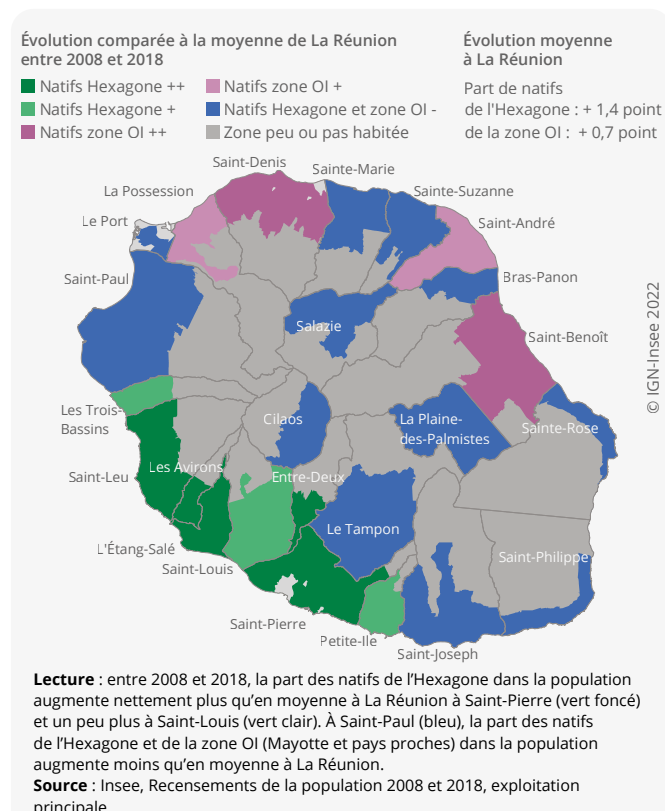 Évolution comparée à la moyenne de La Réunion
entre 2008 et 2018
Évolution moyenne
à La Réunion
Natifs Hexagone ++
Natifs zone OI +
Part de natifs
Natifs Hexagone +
Natifs Hexagone et zone OI -
de l'Hexagone : + 1,4 point
Natifs zone OI ++
Zone peu ou pas habitée
de la zone OI : + 0,7 point
Saint-Denis
Sainte-Marie
La Possession
Sainte-Suzanne
Le Port
Saint-André
Saint-Paul
Bras-Panon
Salazie
Saint-Benoît
© IGN-Insee 2022
Les Trois-
Bassins
Cilaos
La Plaine-
des-Palmistes
Sainte-Rose
Saint-Leu
Les Avirons
Entre-Deux
Le Tampon
L'Étang-Salé
Saint-Louis
Saint-Philippe
Saint-Pierre
Petite-Ile
Saint-Joseph
Lecture : entre 2008 et 2018, la part des natifs de l’Hexagone dans la population
augmente nettement plus qu’en moyenne à La Réunion à Saint-Pierre (vert foncé)
et un peu plus à Saint-Louis (vert clair). À Saint-Paul (bleu), la part des natifs
de l’Hexagone et de la zone OI (Mayotte et pays proches) dans la population
augmente moins qu’en moyenne à La Réunion.
Source : Insee, Recensements de la population 2008 et 2018, exploitation
principale